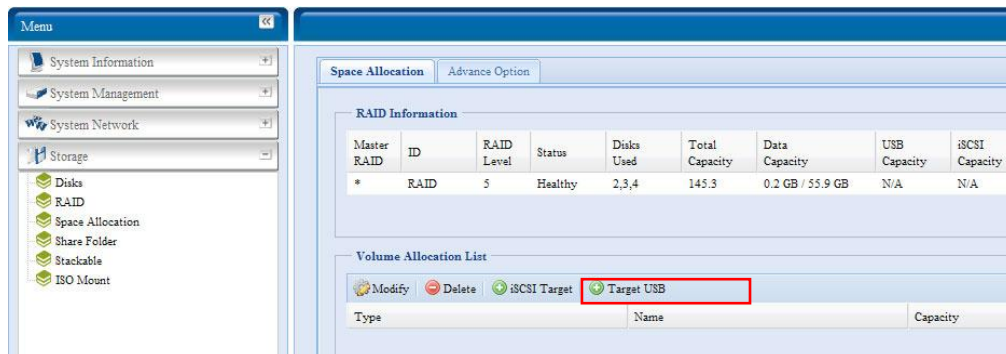 Menu
System Information
System Management
System Network
Storage
Disks
RAID
Space Allocation
Share Folder
Stackable
ISO Mount
Space Allocation Advance Option
RAID Information
Master RAID ID RAID Level Status Disks Used Total Capacity Data Capacity USB Capacity iSCSI Capacity
* RAID 5 Healthy 2,3,4 145.3 0.2 GB / 55.9 GB N/A N/A
Volume Allocation List
Modify Delete iSCSI Target Target USB
Type Name Capacity